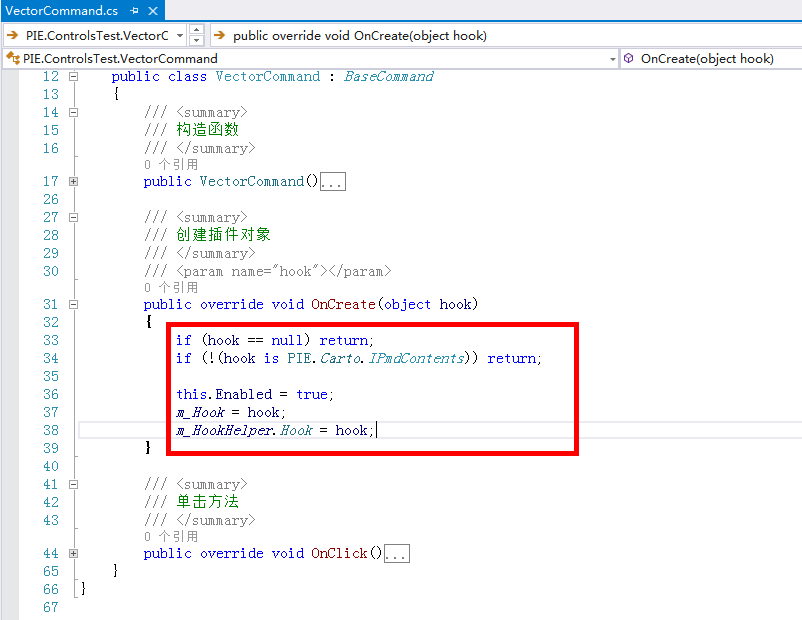 VectorCommand.cs
PIE.ControlsTest.VectorC public override void OnCreate(object hook)
PIE.ControlsTest.VectorCommand OnCreate(object hook)
12 public class VectorCommand : BaseCommand
13 {
14 /// <summary>
15 /// 构造函数
16 /// </summary>
0 个引用
17 public VectorCommand()...
26
27 /// <summary>
28 /// 创建插件对象
29 /// </summary>
30 /// <param name="hook"></param>
0 个引用
31 public override void OnCreate(object hook)
32 {
33 if (hook == null) return;
34 if (!(hook is PIE.Carto.IPmdContents)) return;
35
36 this.Enabled = true;
37 m_Hook = hook;
38 m_HookHelper.Hook = hook;
39 }
40
41 /// <summary>
42 /// 单击方法
43 /// </summary>
0 个引用
44 public override void OnClick()...
65 }
66 }
67